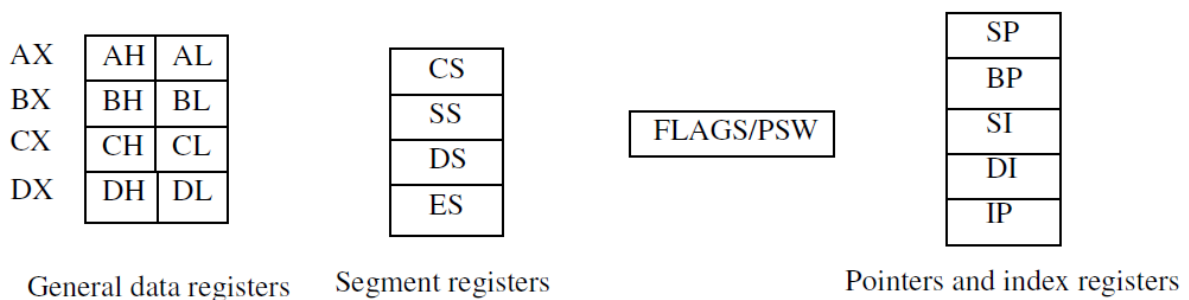 AX AH AL
BX BH BL
CX CH CL
DX DH DL
General data registers
CS
SS
DS
ES
Segment registers
FLAGS/PSW
SP
BP
SI
DI
IP
Pointers and index registers